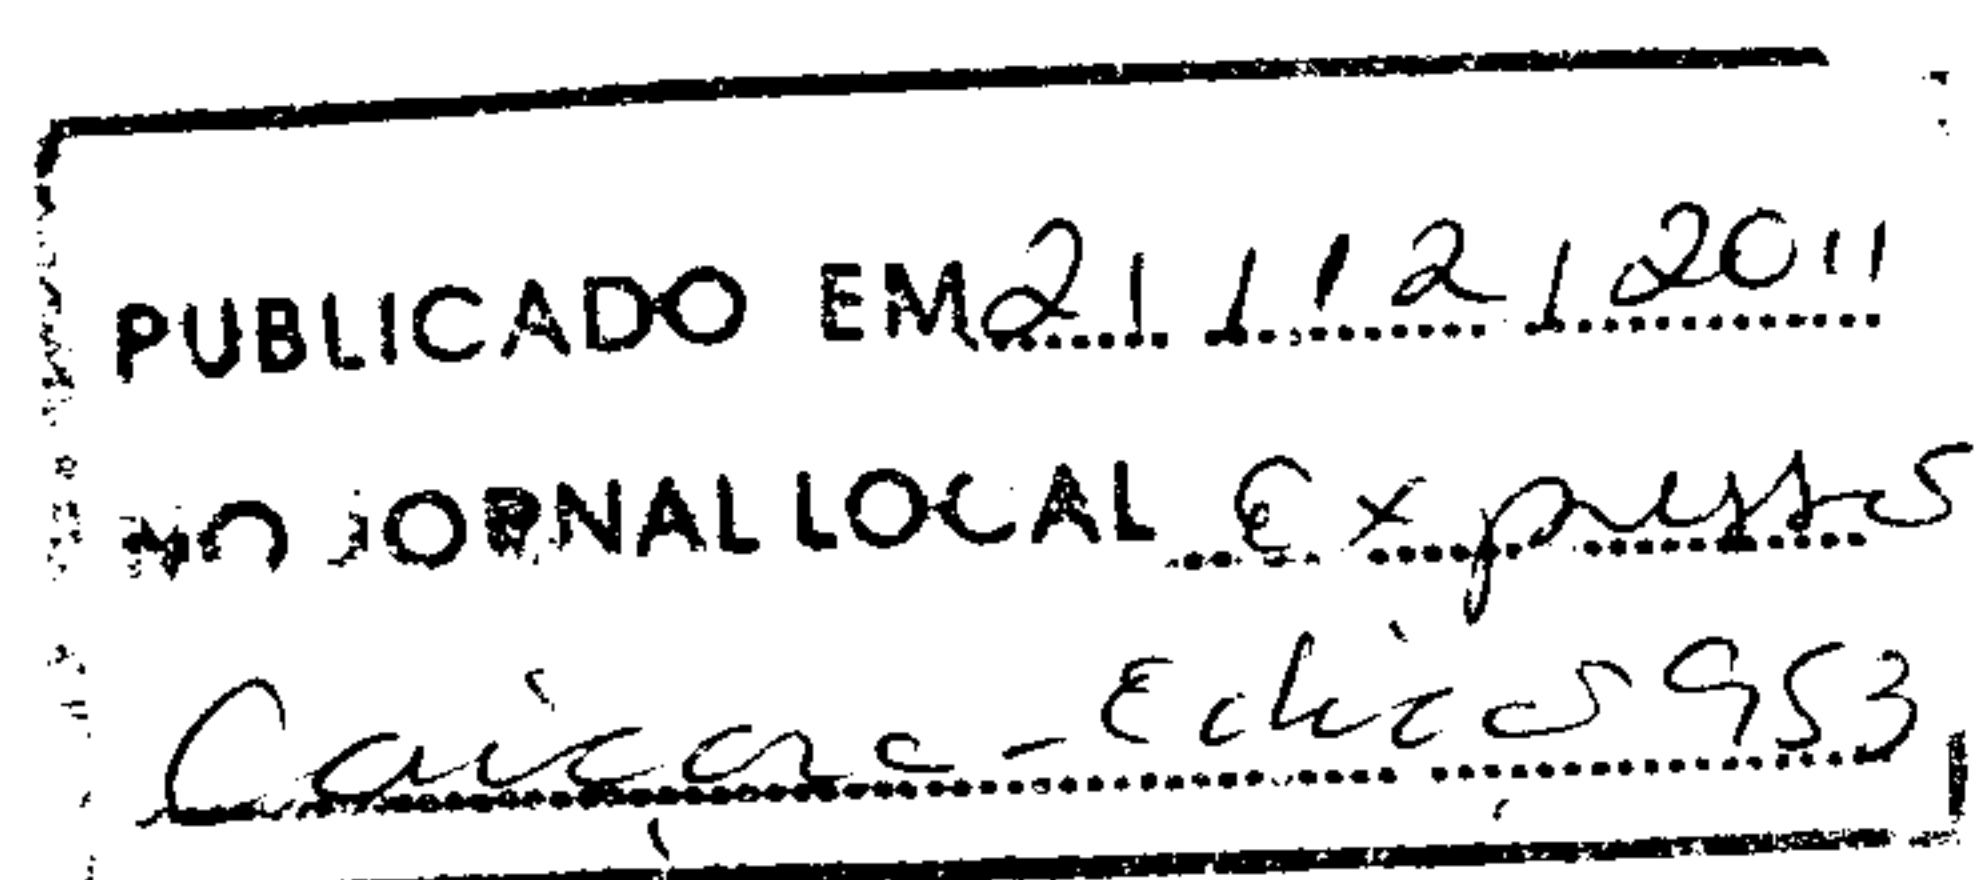 PUBLICADO EM 21/12/2011
NO JORNAL LOCAL Expresso
Caiçara - Edição 953